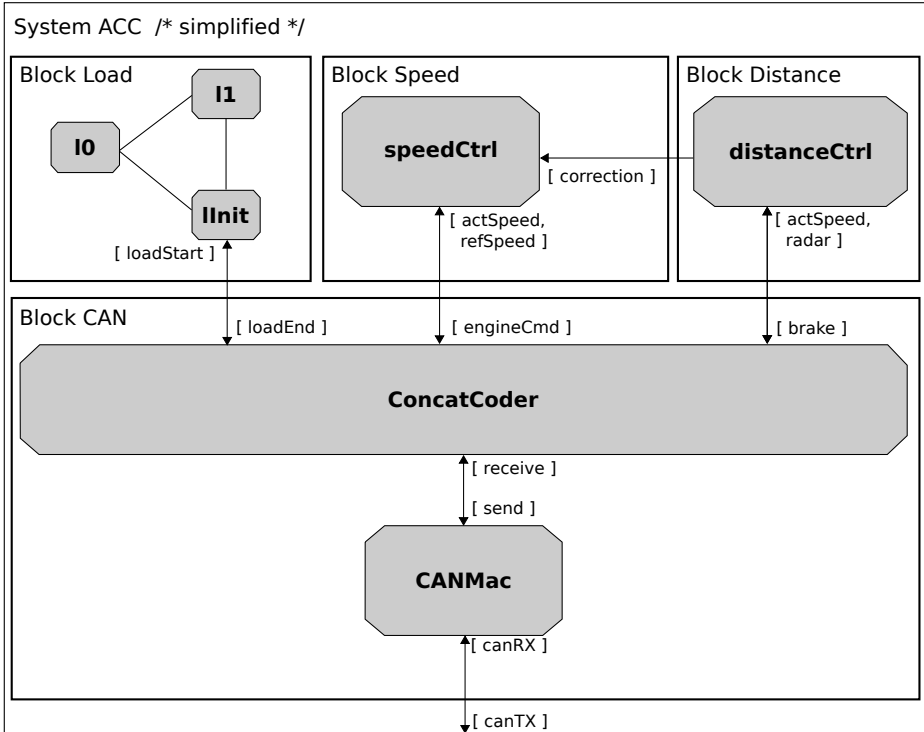 System ACC  /* simplified */
Block Load
l1
l0
lInit
[ loadStart ]
Block Speed
speedCtrl
[ correction ]
[ actSpeed,
refSpeed ]
Block Distance
distanceCtrl
[ actSpeed,
radar ]
Block CAN
[ loadEnd ]
[ engineCmd ]
[ brake ]
ConcatCoder
[ receive ]
[ send ]
CANMac
[ canRX ]
[ canTX ]